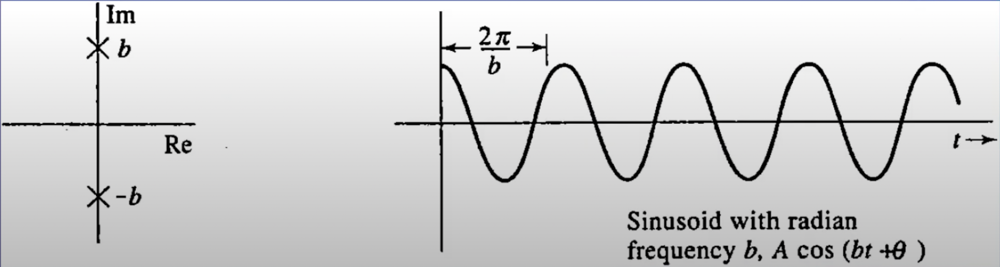 Im
b
Re
-b
2π
b
t
Sinusoid with radian
frequency b, A cos (bt +θ )